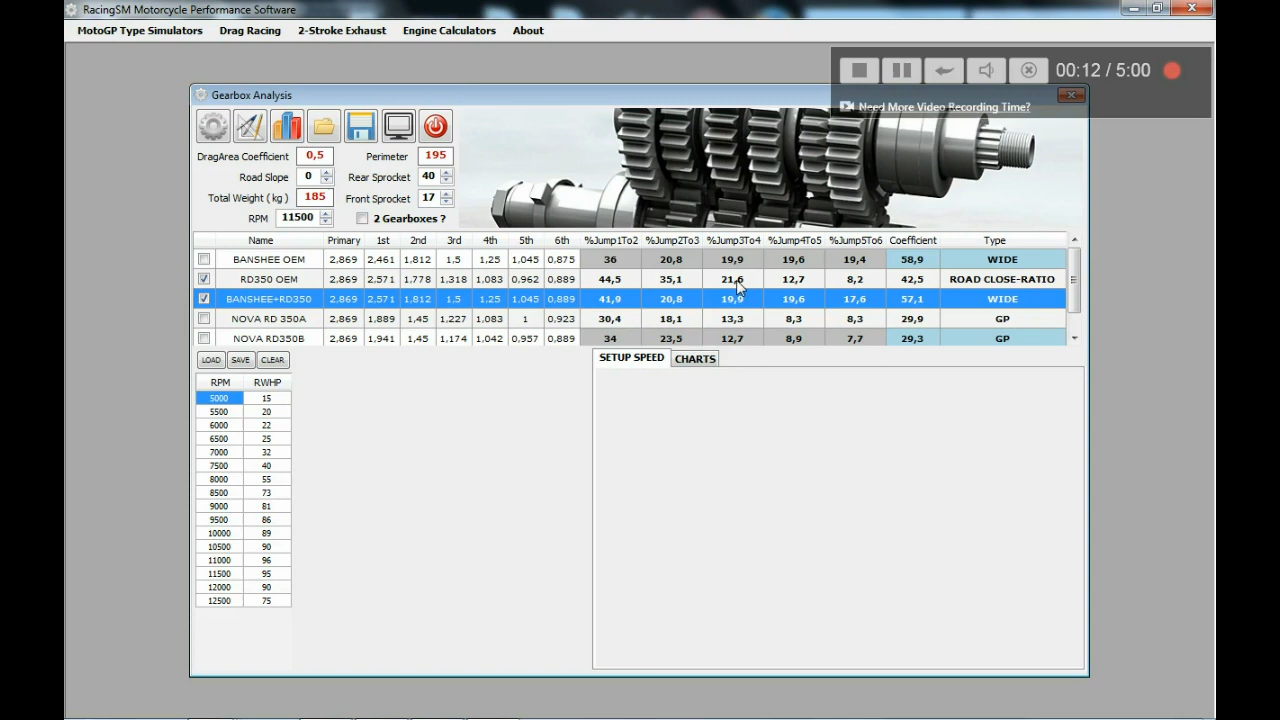 RacingSM Motorcycle Performance Software
MotoGP Type Simulators Drag Racing 2-Stroke Exhaust Engine Calculators About
00:12 / 5:00
Need More Video Recording Time?
Gearbox Analysis
DragArea Coefficient 0,5 Perimeter 195
Road Slope 0 Rear Sprocket 40
Total Weight ( kg ) 185 Front Sprocket 17
RPM 11500 2 Gearboxes ?
Name Primary 1st 2nd 3rd 4th 5th 6th %Jump1To2 %Jump2To3 %Jump3To4 %Jump4To5 %Jump5To6 Coefficient Type
BANSHEE OEM 2,869 2,461 1,812 1,5 1,25 1,045 0,875 36 20,8 19,9 19,6 19,4 58,9 WIDE
RD350 OEM 2,869 2,571 1,778 1,318 1,083 0,962 0,889 44,5 35,1 21,6 12,7 8,2 42,5 ROAD CLOSE-RATIO
BANSHEE+RD350 2,869 2,571 1,812 1,5 1,25 1,045 0,889 41,9 20,8 19,9 19,6 17,6 57,1 WIDE
NOVA RD 350A 2,869 1,889 1,45 1,227 1,083 1 0,923 30,4 18,1 13,3 8,3 8,3 29,9 GP
NOVA RD350B 2,869 1,941 1,45 1,174 1,042 0,957 0,889 34 23,5 12,7 8,9 7,7 29,3 GP
LOAD SAVE CLEAR SETUP SPEED CHARTS
RPM RWHP
5000 15
5500 20
6000 22
6500 25
7000 32
7500 40
8000 55
8500 73
9000 81
9500 86
10000 89
10500 90
11000 96
11500 95
12000 90
12500 75